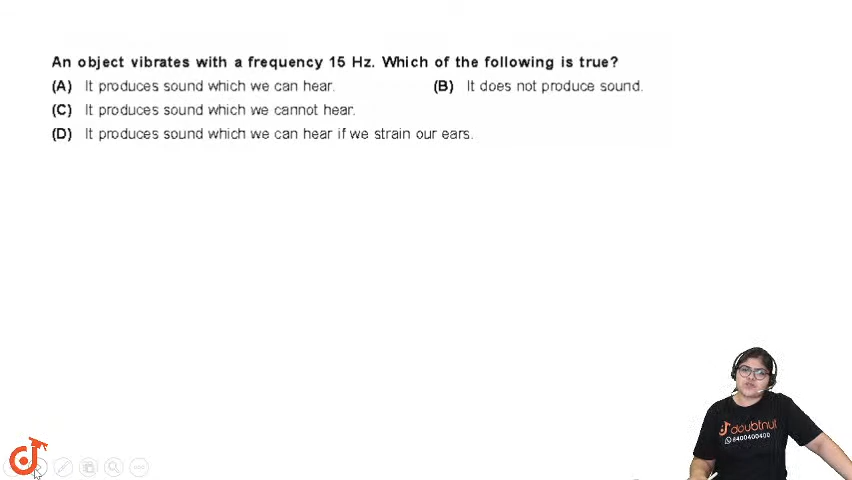 An object vibrates with a frequency 15 Hz. Which of the following is true?
(A) It produces sound which we can hear. (B) It does not produce sound.
(C) It produces sound which we cannot hear.
(D) It produces sound which we can hear if we strain our ears.
doubtnut
8400400400